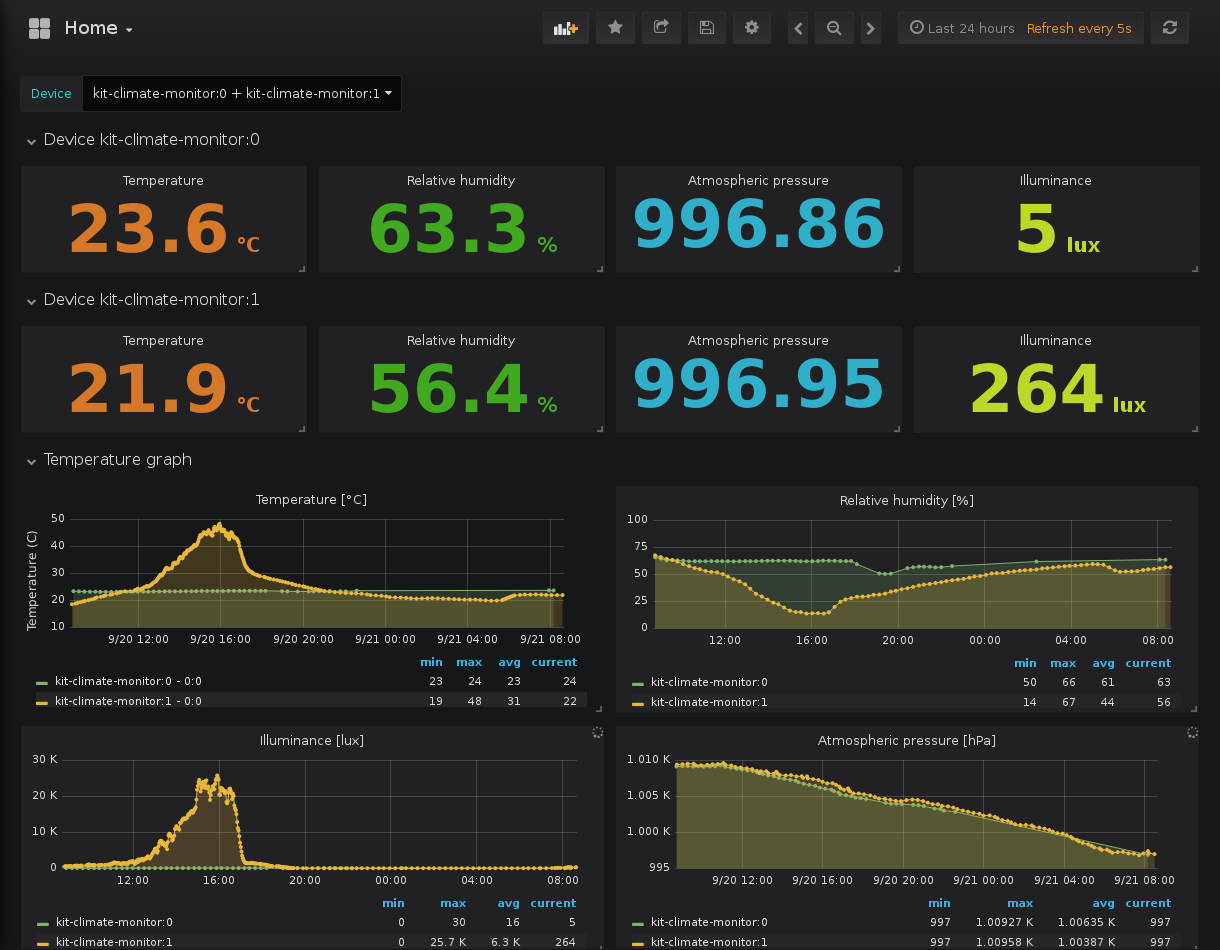 Home
Last 24 hours Refresh every 5s
Device kit-climate-monitor:0 + kit-climate-monitor:1
Device kit-climate-monitor:0
Temperature Relative humidity Atmospheric pressure Illuminance
23.6 °C 63.3 % 996.86 5 lux
Device kit-climate-monitor:1
Temperature Relative humidity Atmospheric pressure Illuminance
21.9 °C 56.4 % 996.95 264 lux
Temperature graph
Temperature [°C]
Temperature (C)
50
40
30
20
10
9/20 12:00 9/20 16:00 9/20 20:00 9/21 00:00 9/21 04:00 9/21 08:00
min max avg current
kit-climate-monitor:0 - 0:0 23 24 23 24
kit-climate-monitor:1 - 0:0 19 48 31 22
Relative humidity [%]
100
75
50
25
0
12:00 16:00 20:00 00:00 04:00 08:00
min max avg current
kit-climate-monitor:0 50 66 61 63
kit-climate-monitor:1 14 67 44 56
Illuminance [lux]
30 K
20 K
10 K
0
12:00 16:00 20:00 00:00 04:00 08:00
min max avg current
kit-climate-monitor:0 0 30 16 5
kit-climate-monitor:1 0 25.7 K 6.3 K 264
Atmospheric pressure [hPa]
1.010 K
1.005 K
1.000 K
995
9/20 12:00 9/20 16:00 9/20 20:00 9/21 00:00 9/21 04:00 9/21 08:00
min max avg current
kit-climate-monitor:0 997 1.00927 K 1.00635 K 997
kit-climate-monitor:1 997 1.00958 K 1.00387 K 997